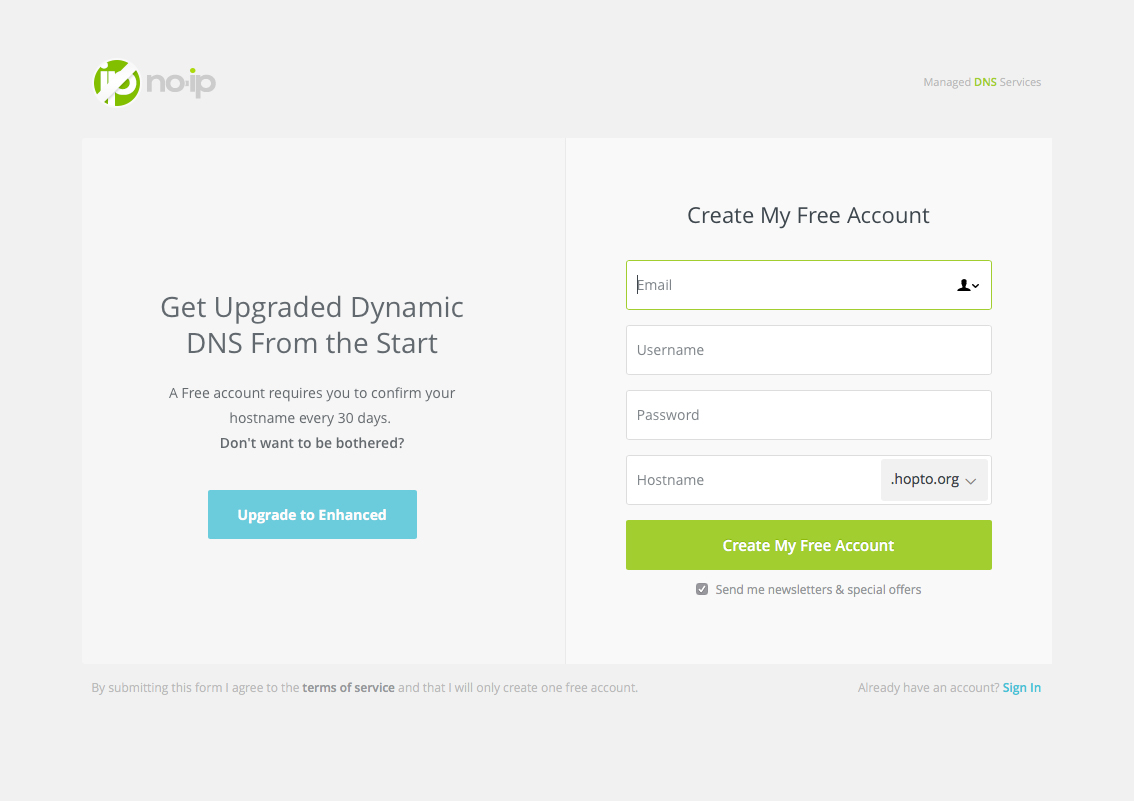 no-ip
Managed DNS Services
Get Upgraded Dynamic
DNS From the Start
A Free account requires you to confirm your
hostname every 30 days.
Don't want to be bothered?
Upgrade to Enhanced
Create My Free Account
Email
Username
Password
Hostname .hopto.org
Create My Free Account
Send me newsletters & special offers
By submitting this form I agree to the terms of service and that I will only create one free account.
Already have an account? Sign In